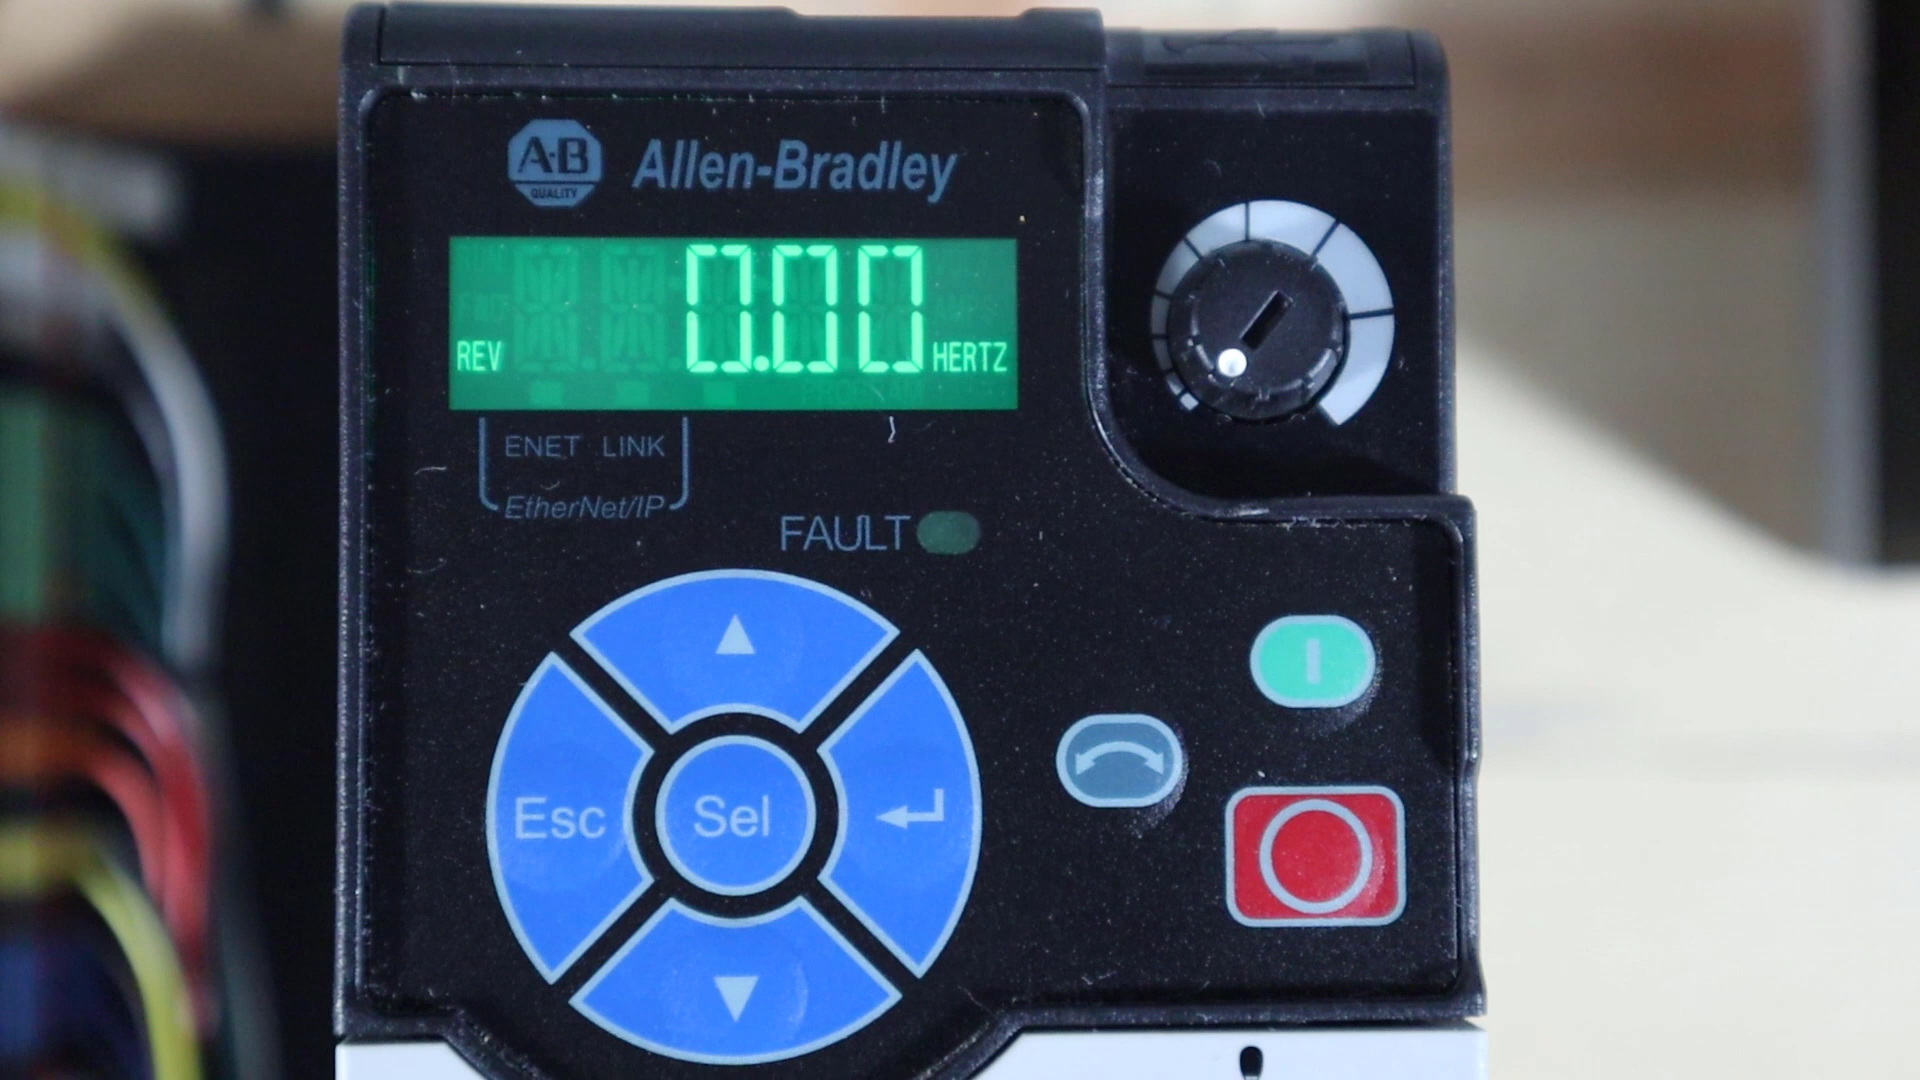 A·B
QUALITY
Allen-Bradley
0.00
REV
HERTZ
ENET LINK
EtherNet/IP
FAULT
Esc
Sel